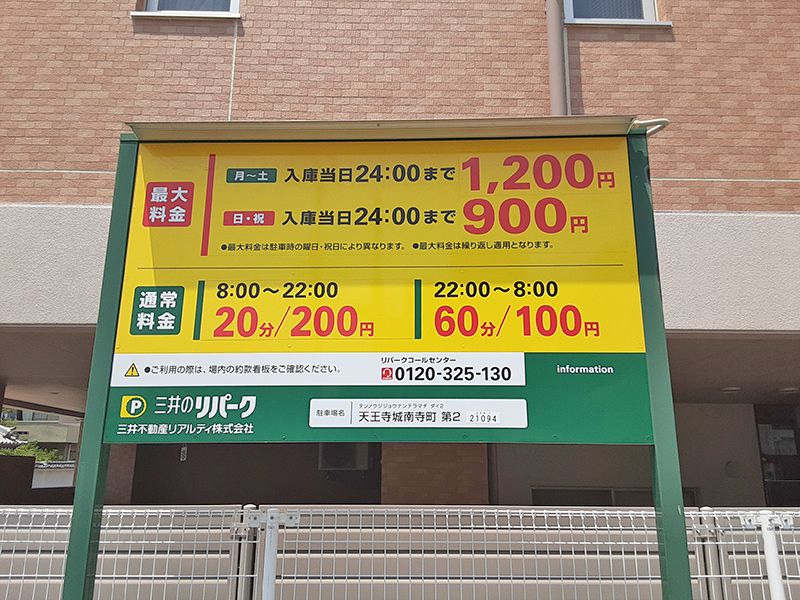 最大料金
月～土 入庫当日24:00まで 1,200円
日・祝 入庫当日24:00まで 900円
●最大料金は駐車時の曜日・祝日により異なります。 ●最大料金は繰り返し適用となります。
通常料金
8:00～22:00
20分/200円
22:00～8:00
60分/100円
●ご利用の際は、場内の約款看板をご確認ください。
リパークコールセンター
0120-325-130
information
P 三井のリパーク
三井不動産リアルティ株式会社
テンノウジジョウナンテラマチ ダイ2
駐車場名 天王寺城南寺町 第2 21094